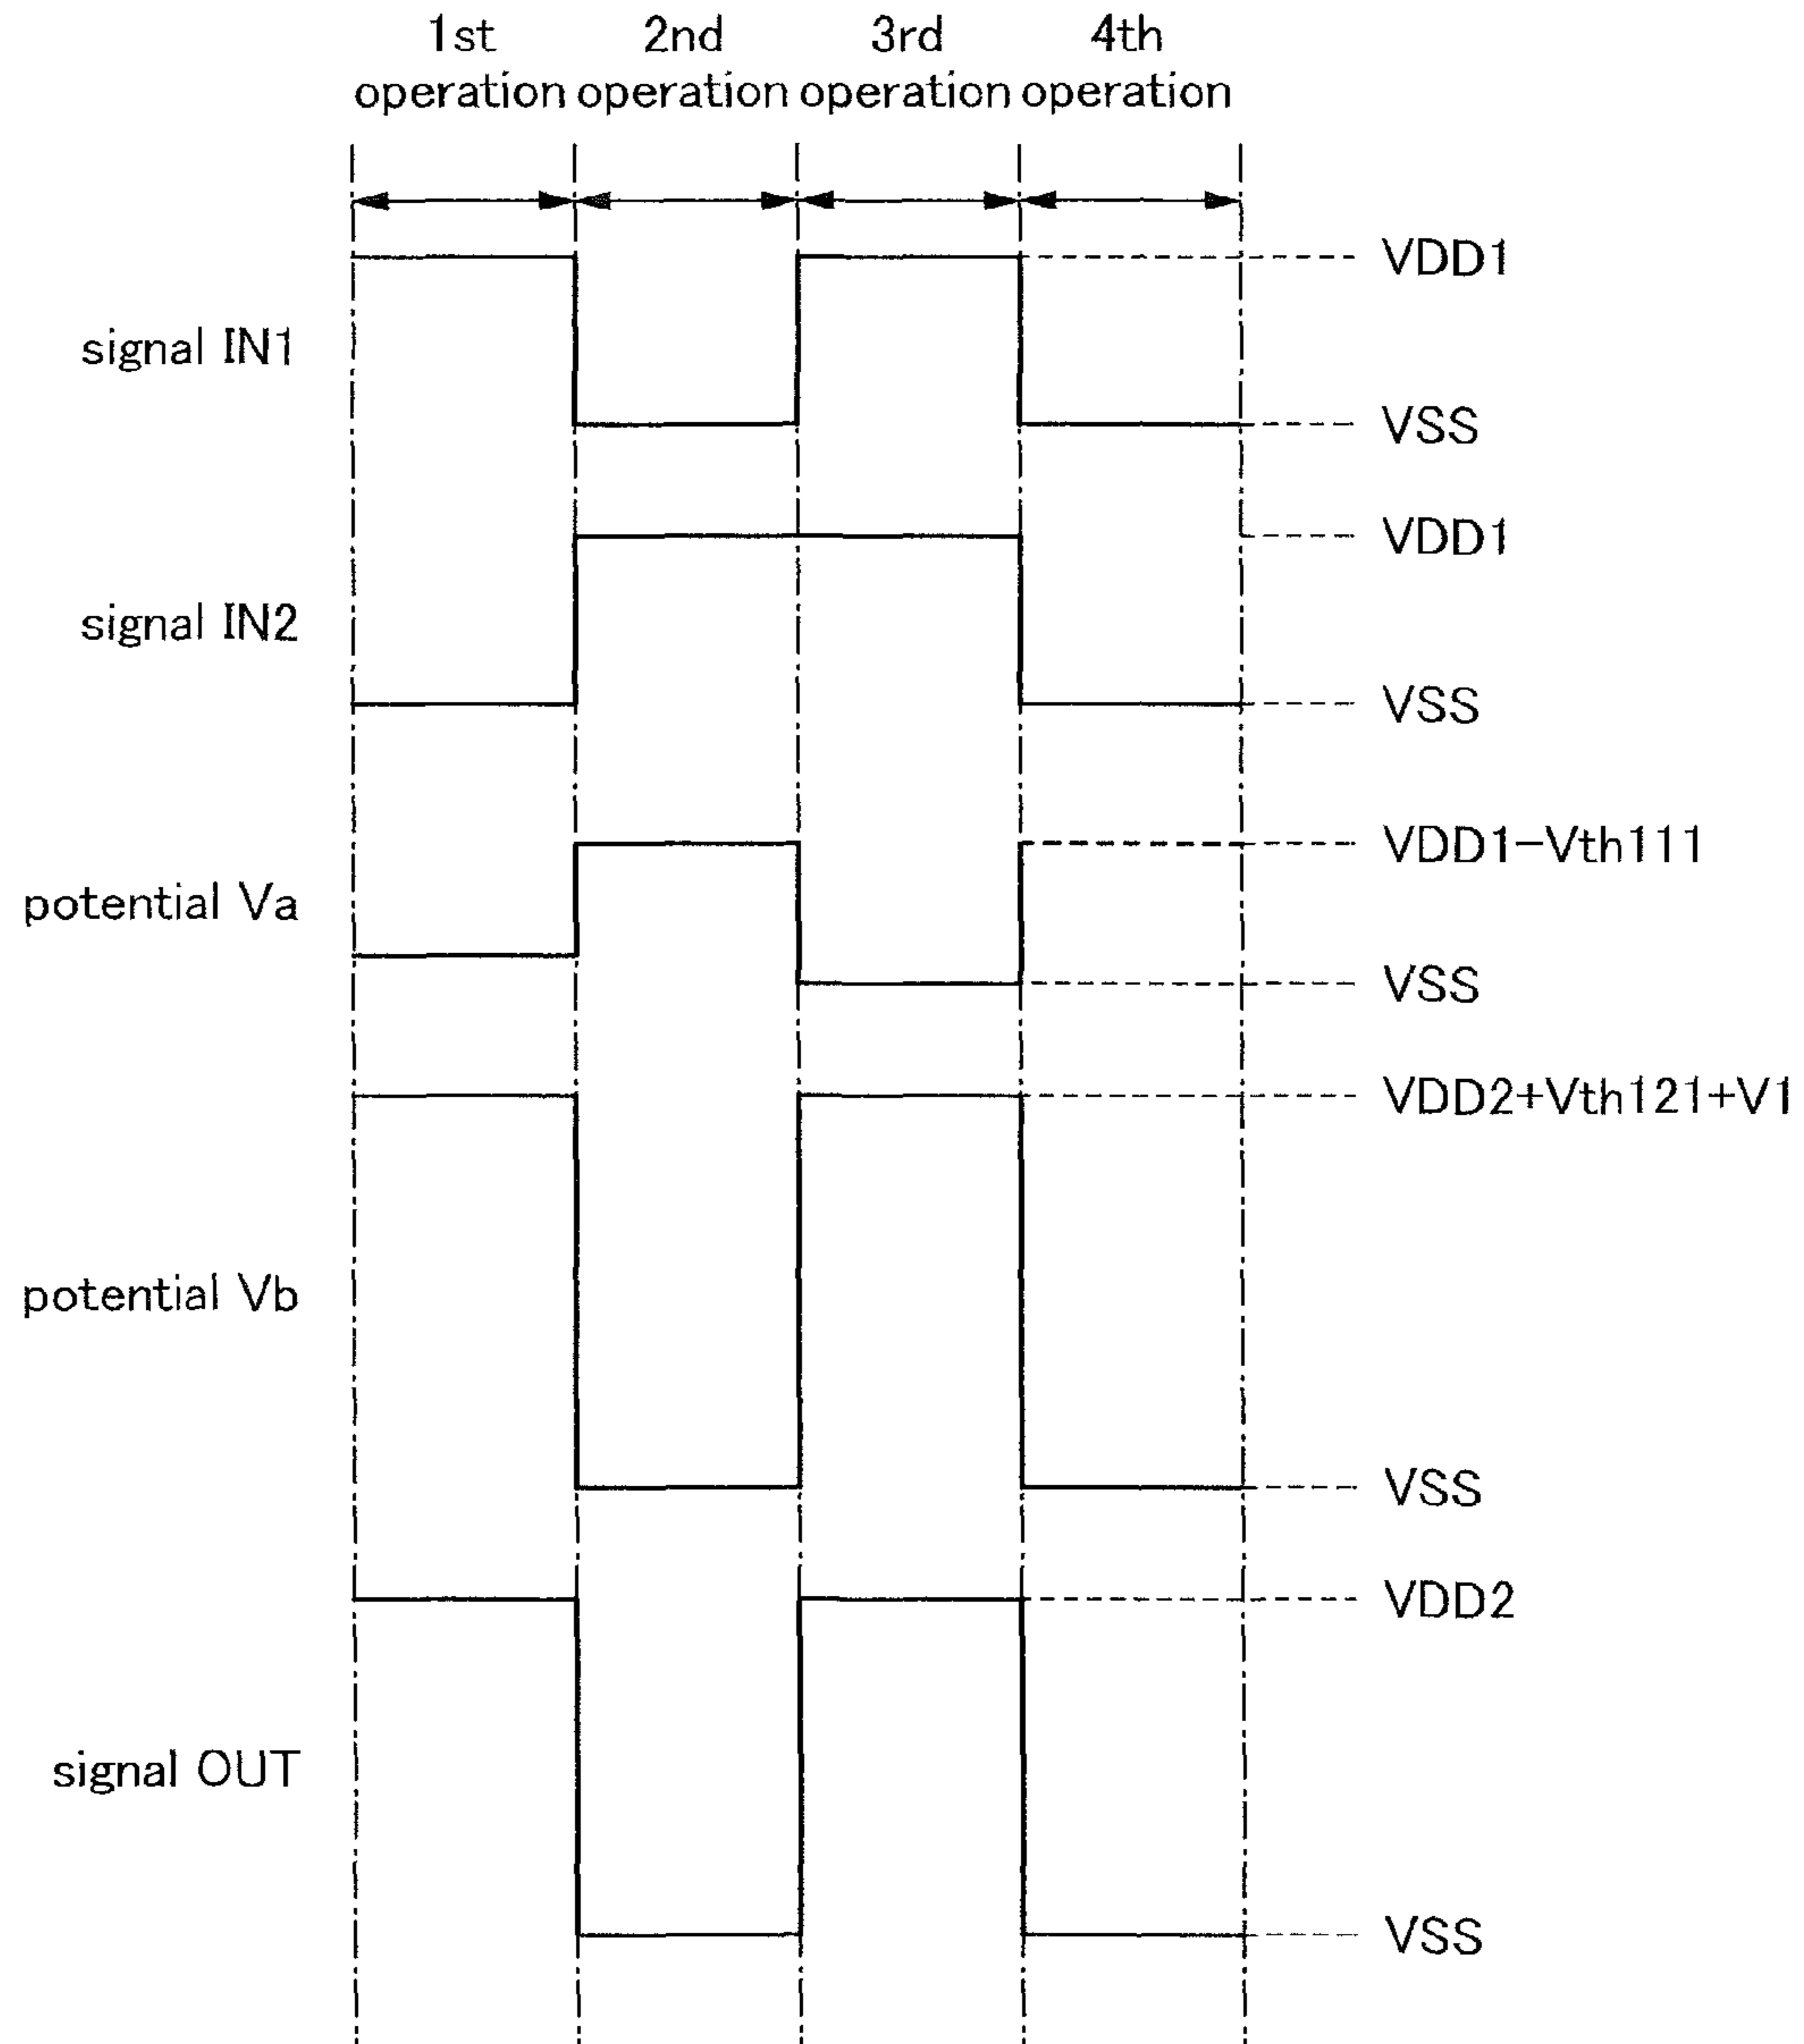 1st 2nd 3rd 4th
operation operation operation operation
VDD1
signal IN1
VSS
VDD1
signal IN2
VSS
VDD1-Vth111
potential Va
VSS
VDD2+Vth121+V1
potential Vb
VSS
VDD2
signal OUT
VSS